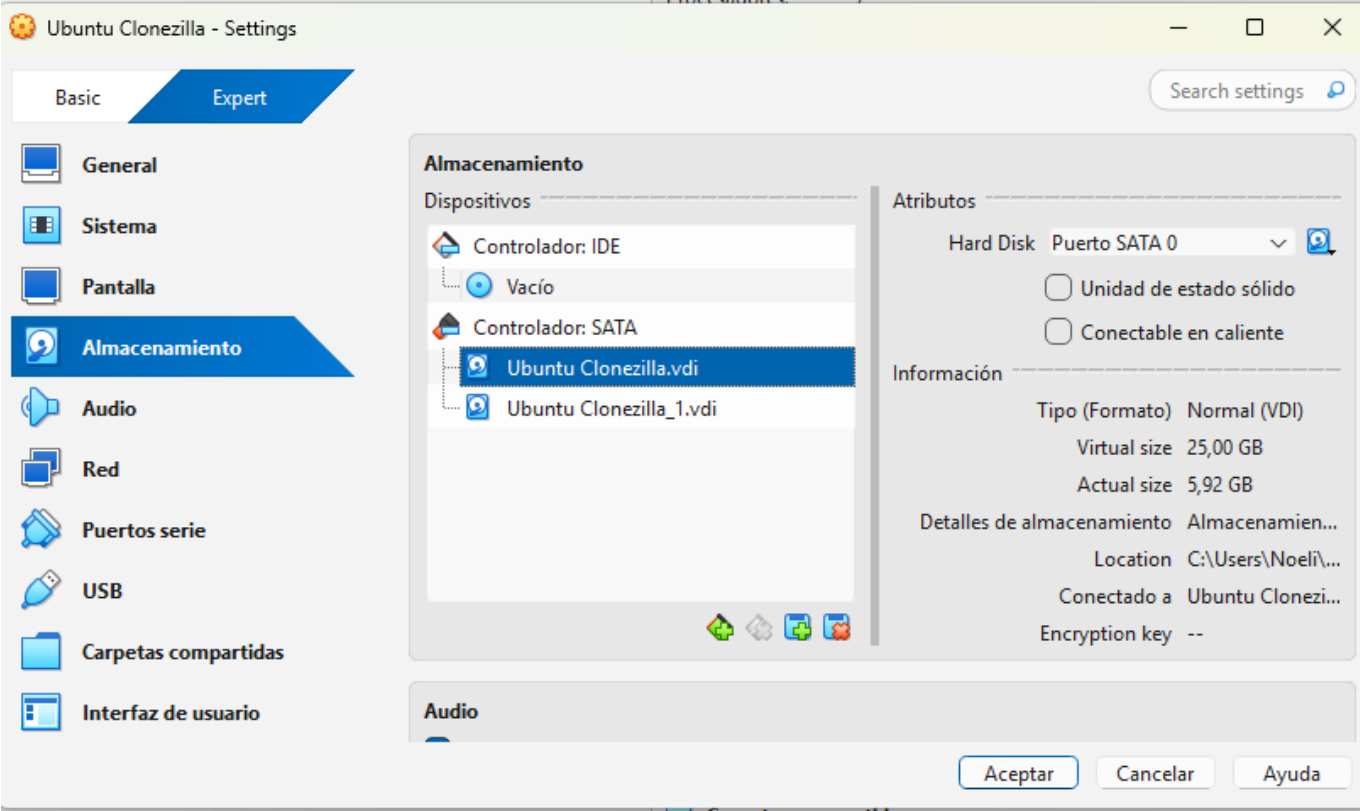 Ubuntu Clonezilla - Settings
Basic
Expert
Search settings
General
Sistema
Pantalla
Almacenamiento
Audio
Red
Puertos serie
USB
Carpetas compartidas
Interfaz de usuario
Almacenamiento
Dispositivos
Controlador: IDE
Vacío
Controlador: SATA
Ubuntu Clonezilla.vdi
Ubuntu Clonezilla_1.vdi
Atributos
Hard Disk Puerto SATA 0
Unidad de estado sólido
Conectable en caliente
Información
Tipo (Formato) Normal (VDI)
Virtual size 25,00 GB
Actual size 5,92 GB
Detalles de almacenamiento Almacenamien...
Location C:\Users\Noeli\...
Conectado a Ubuntu Clonezi...
Encryption key --
Audio
Aceptar
Cancelar
Ayuda